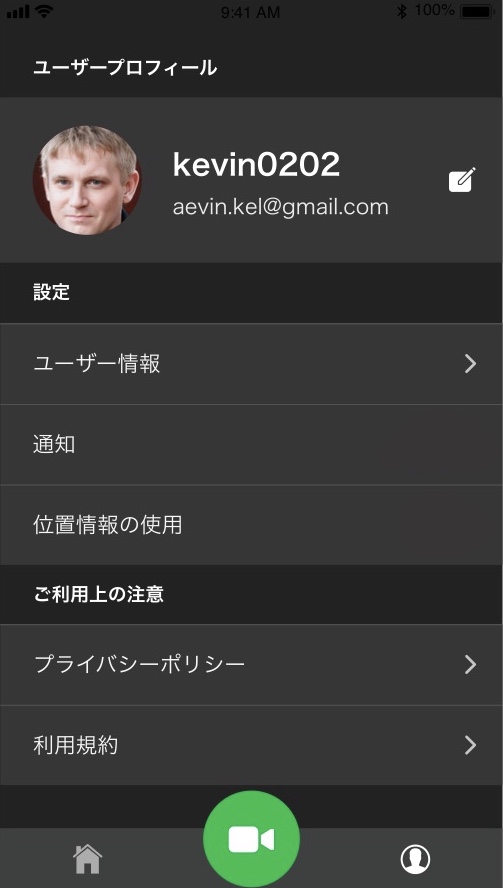 9:41 AM 100%
ユーザープロフィール
kevin0202
aevin.kel@gmail.com
設定
ユーザー情報
通知
位置情報の使用
ご利用上の注意
プライバシーポリシー
利用規約